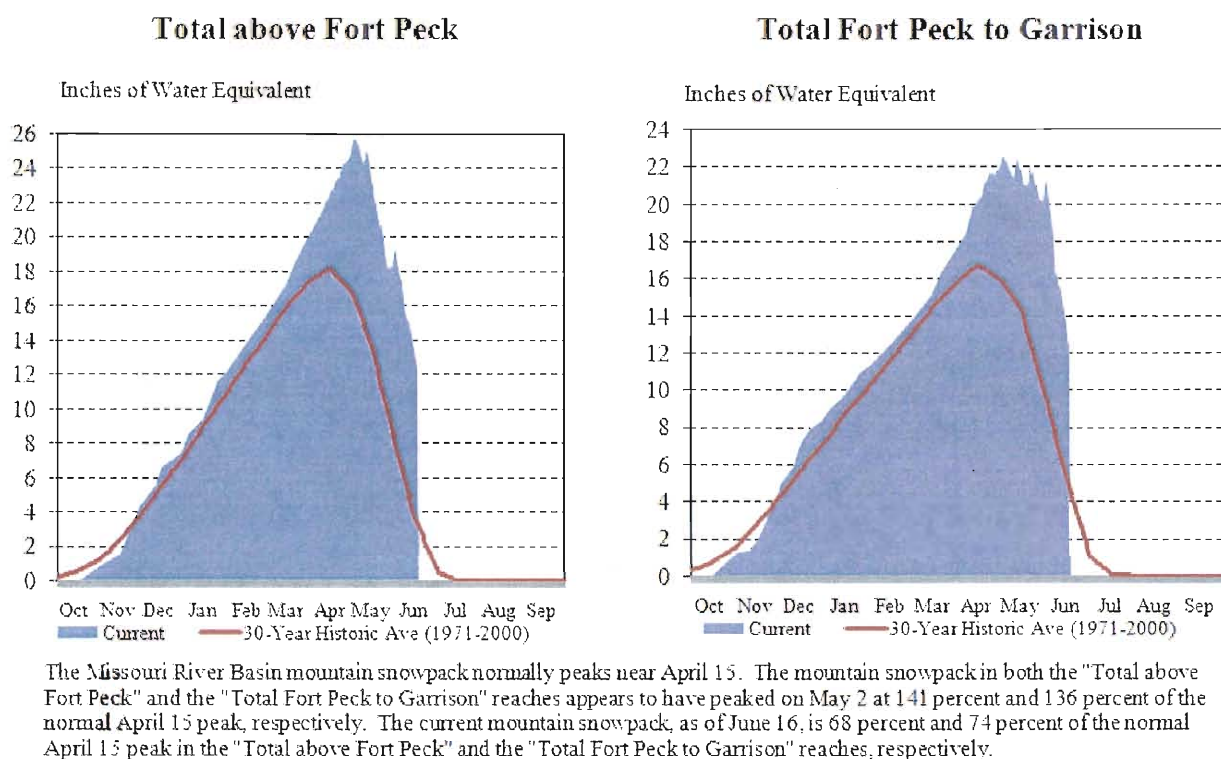 Total above Fort Peck
Inches of Water Equivalent
26
24
22
20
18
16
14
12
10
8
6
4
2
0
Oct Nov Dec Jan Feb Mar Apr May Jun Jul Aug Sep
Current 30-Year Historic Ave (1971-2000)
Total Fort Peck to Garrison
Inches of Water Equivalent
24
22
20
18
16
14
12
10
8
6
4
2
0
Oct Nov Dec Jan Feb Mar Apr May Jun Jul Aug Sep
Current 30-Year Historic Ave (1971-2000)
The Missouri River Basin mountain snowpack normally peaks near April 15. The mountain snowpack in both the "Total above
Fort Peck" and the "Total Fort Peck to Garrison" reaches appears to have peaked on May 2 at 141 percent and 136 percent of the
normal April 15 peak, respectively. The current mountain snowpack, as of June 16, is 68 percent and 74 percent of the normal
April 15 peak in the "Total above Fort Peck" and the "Total Fort Peck to Garrison" reaches, respectively.